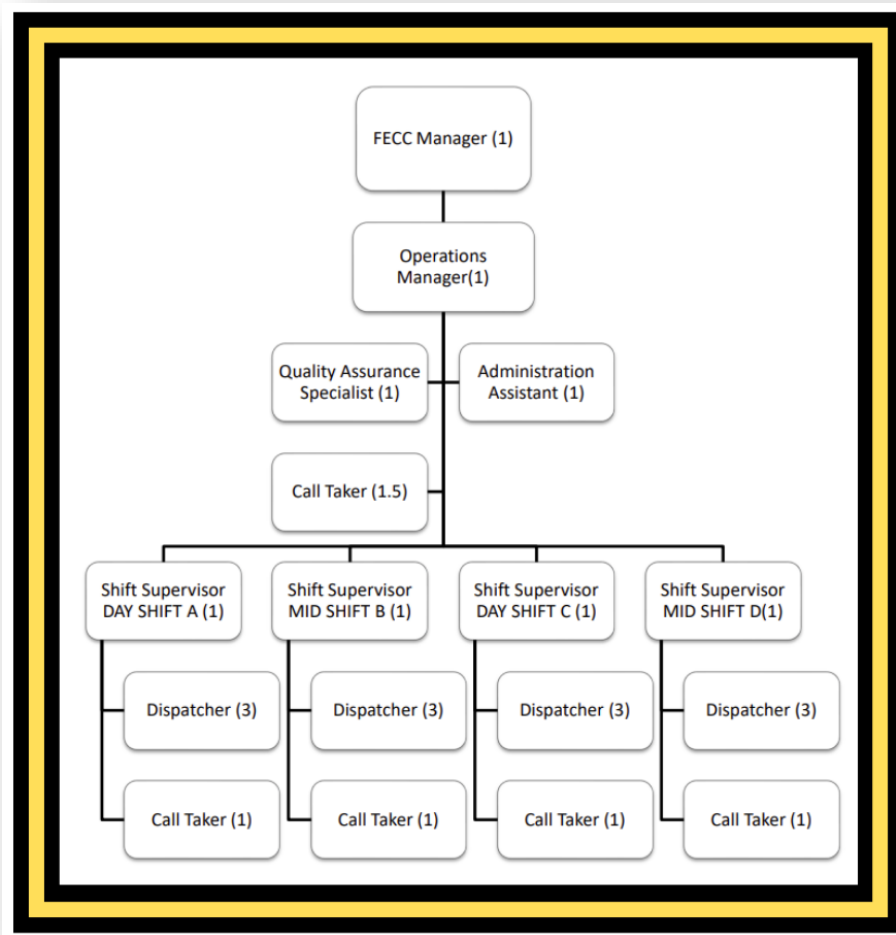 FECC Manager (1)
Operations
Manager(1)
Quality Assurance
Specialist (1)
Administration
Assistant (1)
Call Taker (1.5)
Shift Supervisor
DAY SHIFT A (1)
Shift Supervisor
MID SHIFT B (1)
Shift Supervisor
DAY SHIFT C (1)
Shift Supervisor
MID SHIFT D(1)
Dispatcher (3)
Dispatcher (3)
Dispatcher (3)
Dispatcher (3)
Call Taker (1)
Call Taker (1)
Call Taker (1)
Call Taker (1)